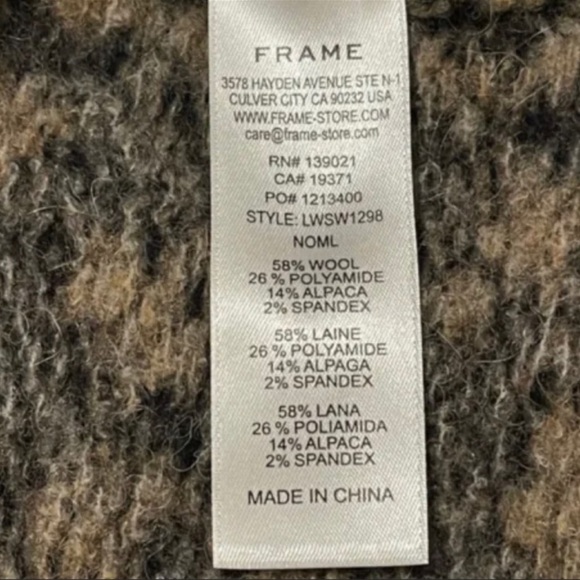 FRAME
3578 HAYDEN AVENUE STE N-1
CULVER CITY CA 90232 USA
WWW.FRAME-STORE.COM
care@frame-store.com
RN# 139021
CA# 19371
PO# 1213400
STYLE: LWSW1298
NOML
58% WOOL
26 % POLYAMIDE
14% ALPACA
2% SPANDEX
58% LAINE
26 % POLYAMIDE
14% ALPAGA
2% SPANDEX
58% LANA
26 % POLIAMIDA
14% ALPACA
2% SPANDEX
MADE IN CHINA